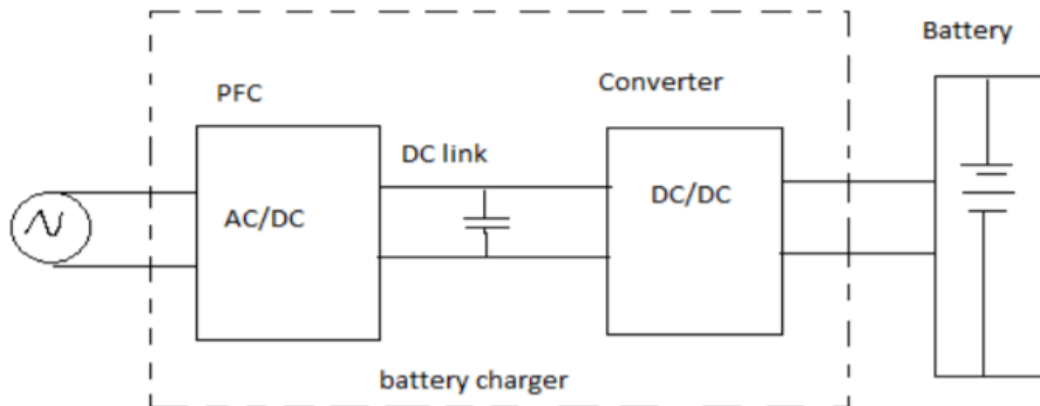 PFC
Converter
Battery
DC link
AC/DC
DC/DC
battery charger